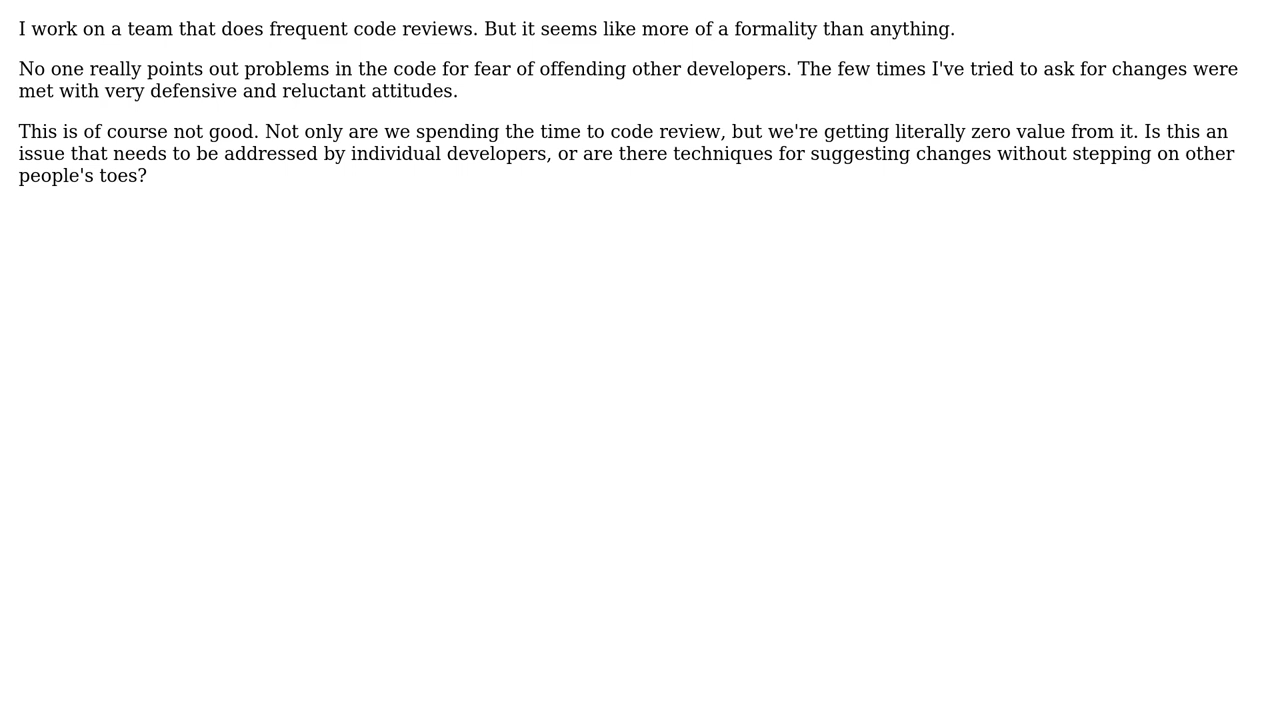 I work on a team that does frequent code reviews. But it seems like more of a formality than anything.
No one really points out problems in the code for fear of offending other developers. The few times I've tried to ask for changes were
met with very defensive and reluctant attitudes.
This is of course not good. Not only are we spending the time to code review, but we're getting literally zero value from it. Is this an
issue that needs to be addressed by individual developers, or are there techniques for suggesting changes without stepping on other
people's toes?